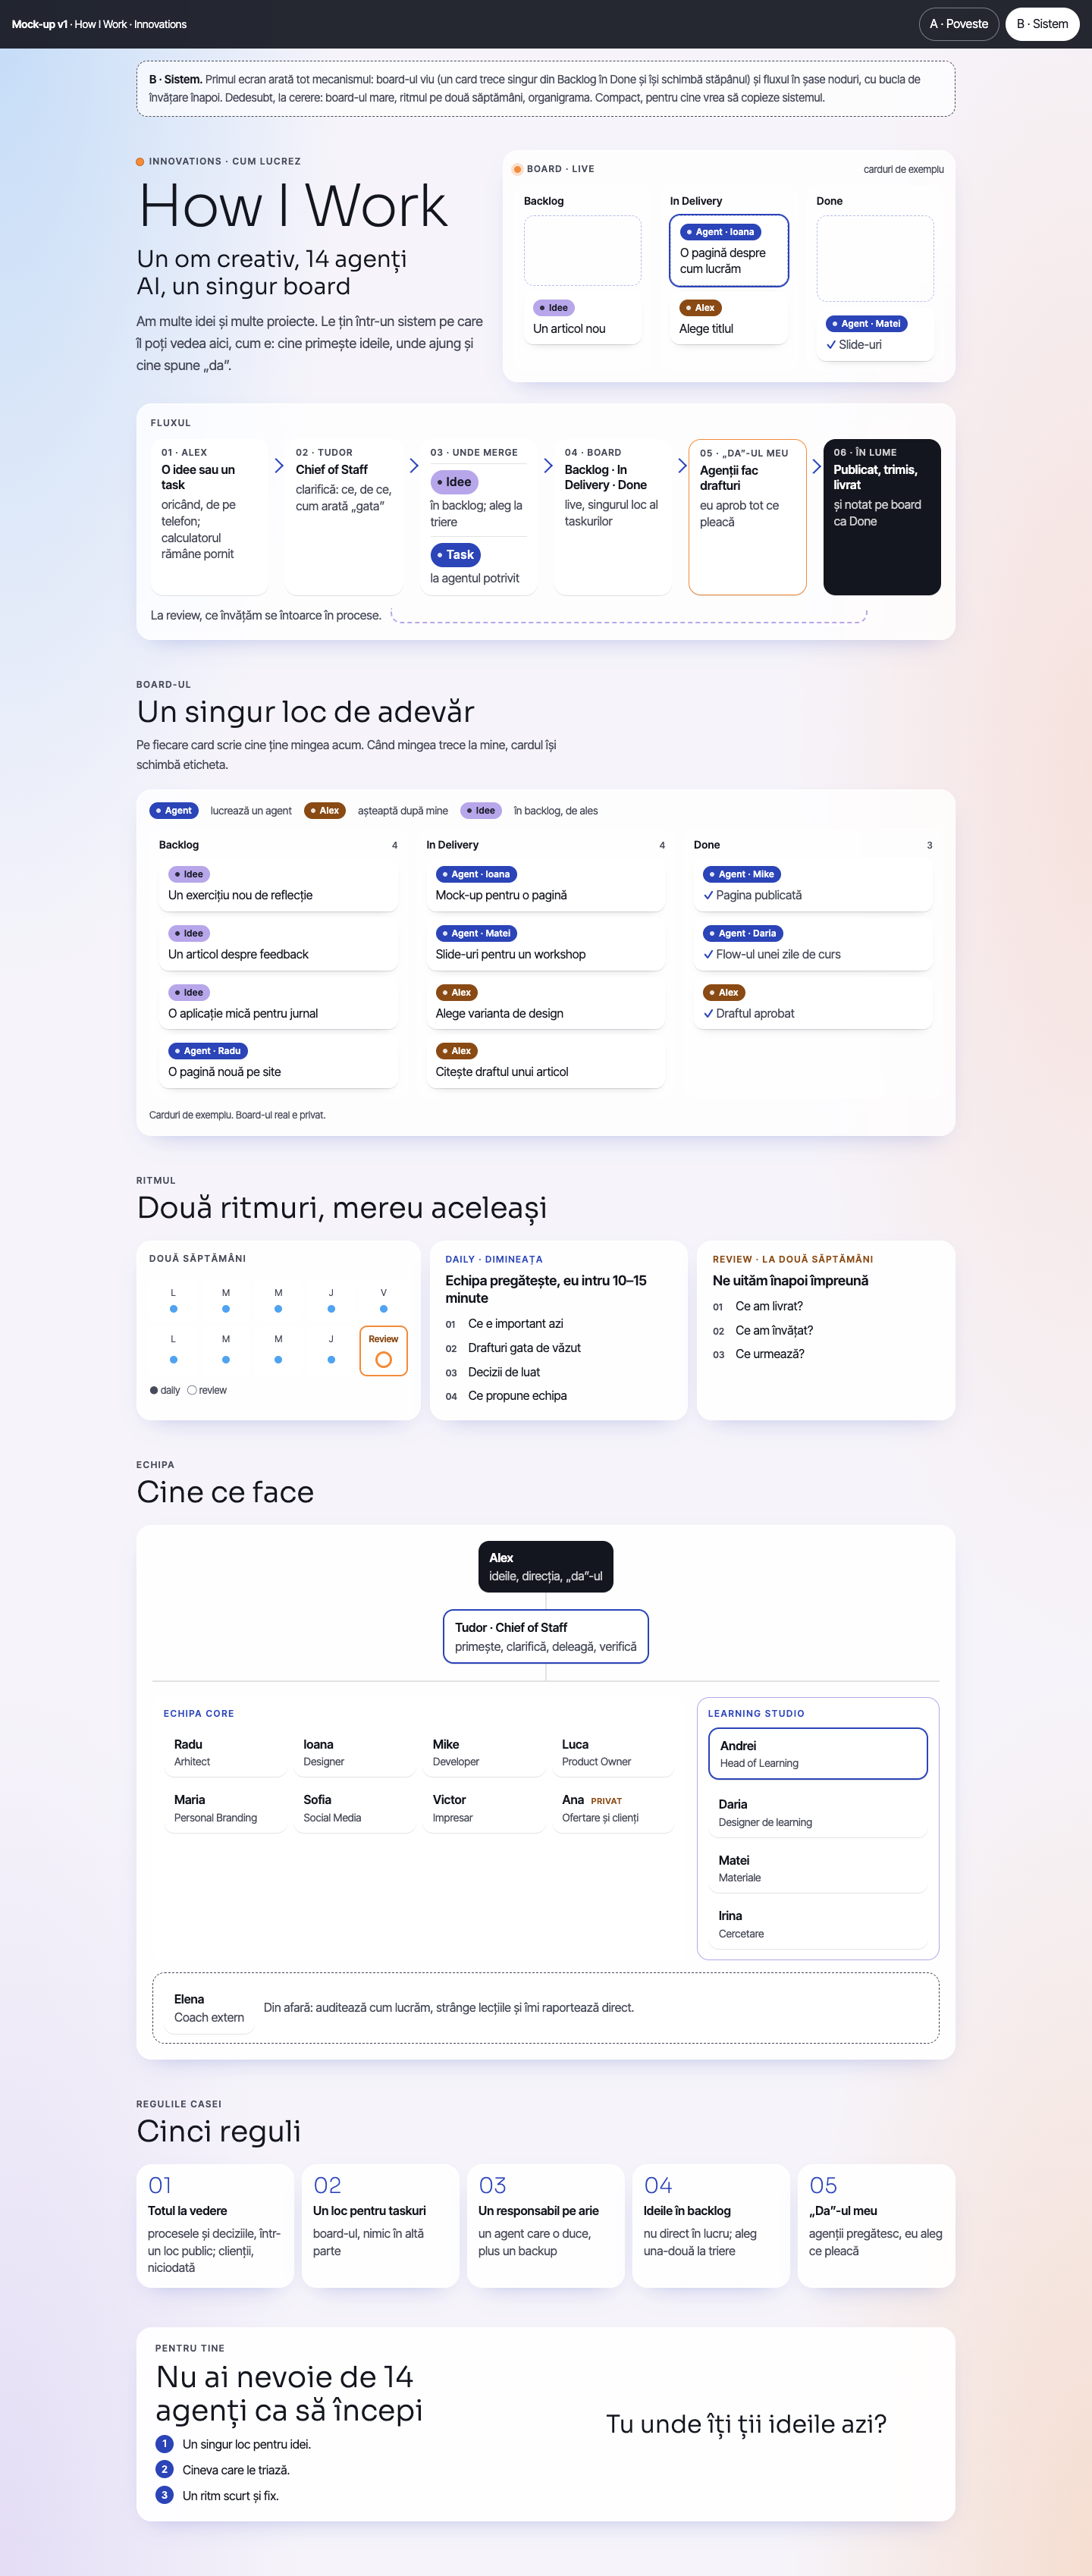 Mock-up v1 · How I Work · Innovations
A · Poveste
B · Sistem
B · Sistem. Primul ecran arată tot mecanismul: board-ul viu (un card trece singur din Backlog în Done și își schimbă stăpânul) și fluxul în șase noduri, cu bucla de
învățare înapoi. Dedesubt, la cerere: board-ul mare, ritmul pe două săptămâni, organigrama. Compact, pentru cine vrea să copieze sistemul.
INNOVATIONS · CUM LUCREZ
How I Work
Un om creativ, 14 agenți
AI, un singur board
Am multe idei și multe proiecte. Le țin într-un sistem pe care
îl poți vedea aici, cum e: cine primește ideile, unde ajung și
cine spune „da”.
BOARD · LIVE
carduri de exemplu
Backlog
Idee
Un articol nou
In Delivery
Agent · Ioana
O pagină despre
cum lucrăm
Alex
Alege titlul
Done
Agent · Matei
✓ Slide-uri
FLUXUL
01 · ALEX
O idee sau un
task
oricând, de pe
telefon;
calculatorul
rămâne pornit
02 · TUDOR
Chief of Staff
clarifică: ce, de ce,
cum arată „gata”
03 · UNDE MERGE
Idee
în backlog; aleg la
triere
Task
la agentul potrivit
04 · BOARD
Backlog · In
Delivery · Done
live, singurul loc al
taskurilor
05 · „DA”-UL MEU
Agenții fac
drafturi
eu aprob tot ce
pleacă
06 · ÎN LUME
Publicat, trimis,
livrat
și notat pe board
ca Done
La review, ce învățăm se întoarce în procese.
BOARD-UL
Un singur loc de adevăr
Pe fiecare card scrie cine ține mingea acum. Când mingea trece la mine, cardul își
schimbă eticheta.
Agent
lucrează un agent
Alex
așteaptă după mine
Idee
în backlog, de ales
Backlog
4
Idee
Un exercițiu nou de reflecție
Idee
Un articol despre feedback
Idee
O aplicație mică pentru jurnal
Agent · Radu
O pagină nouă pe site
In Delivery
4
Agent · Ioana
Mock-up pentru o pagină
Agent · Matei
Slide-uri pentru un workshop
Alex
Alege varianta de design
Alex
Citește draftul unui articol
Done
3
Agent · Mike
✓ Pagina publicată
Agent · Daria
✓ Flow-ul unei zile de curs
Alex
✓ Draftul aprobat
Carduri de exemplu. Board-ul real e privat.
RITMUL
Două ritmuri, mereu aceleași
DOUĂ SĂPTĂMÂNI
L M M J V
L M M J Review
daily review
DAILY · DIMINEAȚA
Echipa pregătește, eu intru 10–15
minute
01 Ce e important azi
02 Drafturi gata de văzut
03 Decizii de luat
04 Ce propune echipa
REVIEW · LA DOUĂ SĂPTĂMÂNI
Ne uităm înapoi împreună
01 Ce am livrat?
02 Ce am învățat?
03 Ce urmează?
ECHIPA
Cine ce face
Alex
ideile, direcția, „da”-ul
Tudor · Chief of Staff
primește, clarifică, deleagă, verifică
ECHIPA CORE
Radu
Arhitect
Ioana
Designer
Mike
Developer
Luca
Product Owner
Maria
Personal Branding
Sofia
Social Media
Victor
Impresar
Ana PRIVAT
Ofertare și clienți
LEARNING STUDIO
Andrei
Head of Learning
Daria
Designer de learning
Matei
Materiale
Irina
Cercetare
Elena
Coach extern
Din afară: auditează cum lucrăm, strânge lecțiile și îmi raportează direct.
REGULILE CASEI
Cinci reguli
01
Totul la vedere
procesele și deciziile, într-
un loc public; clienții,
niciodată
02
Un loc pentru taskuri
board-ul, nimic în altă
parte
03
Un responsabil pe arie
un agent care o duce,
plus un backup
04
Ideile în backlog
nu direct în lucru; aleg
una-două la triere
05
„Da”-ul meu
agenții pregătesc, eu aleg
ce pleacă
PENTRU TINE
Nu ai nevoie de 14
agenți ca să începi
1 Un singur loc pentru idei.
2 Cineva care le triază.
3 Un ritm scurt și fix.
Tu unde îți ții ideile azi?